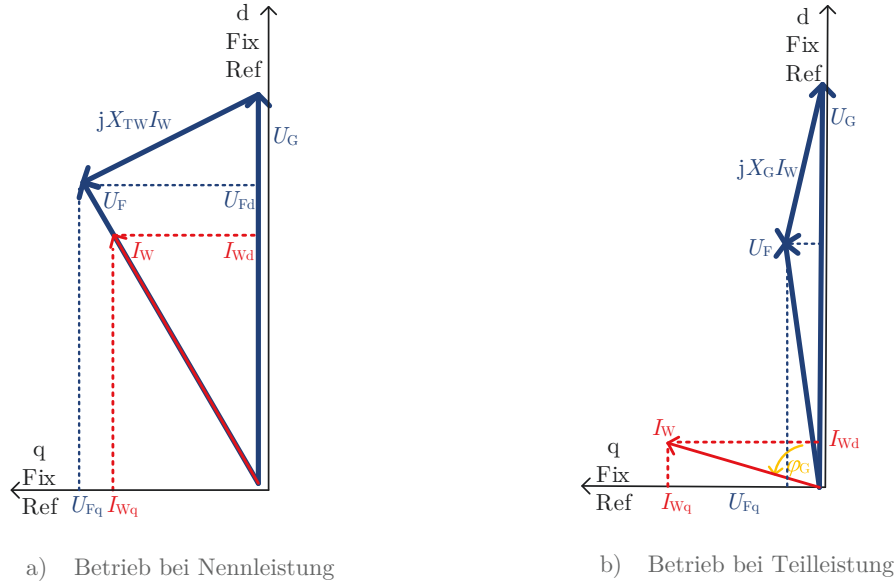 d
Fix
Ref
jX_TW I_W
U_G
U_F
U_Fd
I_W
I_Wd
q
Fix
Ref
U_Fq
I_Wq
a) Betrieb bei Nennleistung
d
Fix
Ref
U_G
jX_G I_W
U_F
I_W
I_Wd
φ_G
q
Fix
Ref
I_Wq
U_Fq
b) Betrieb bei Teilleistung